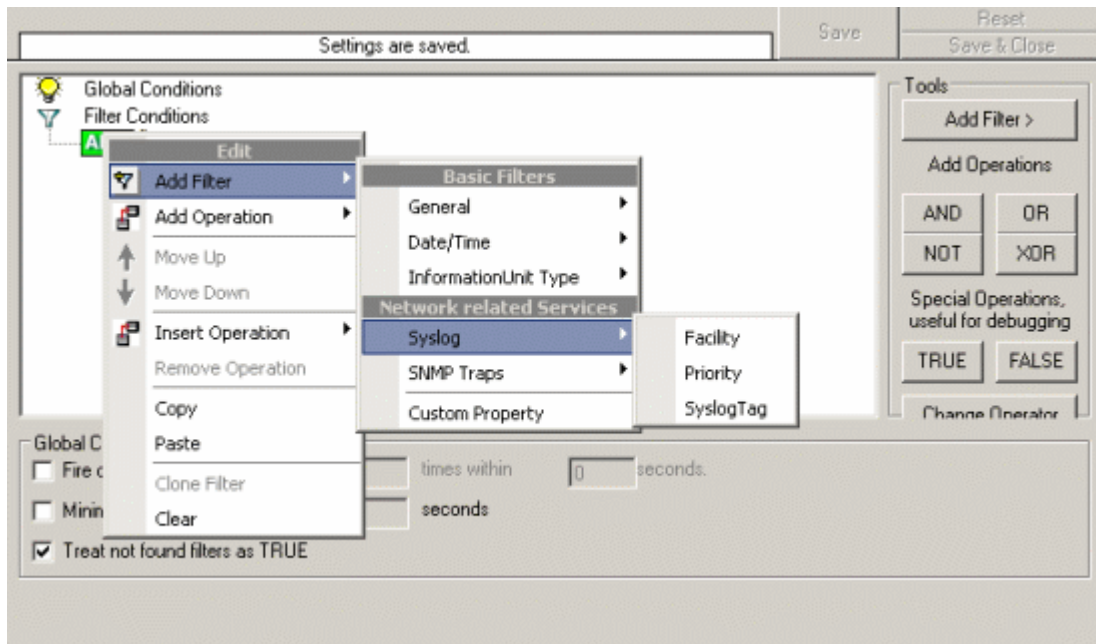 Settings are saved.
Save
Reset
Save & Close
Global Conditions
Filter Conditions
Edit
Add Filter
Add Operation
Move Up
Move Down
Insert Operation
Remove Operation
Copy
Paste
Clone Filter
Clear
Basic Filters
General
Date/Time
InformationUnit Type
Network related Services
Syslog
SNMP Traps
Custom Property
Facility
Priority
SyslogTag
Tools
Add Filter >
Add Operations
AND OR
NOT XOR
Special Operations,
useful for debugging
TRUE FALSE
Change Operator
Global
Fire times within 0 seconds.
seconds
Treat not found filters as TRUE